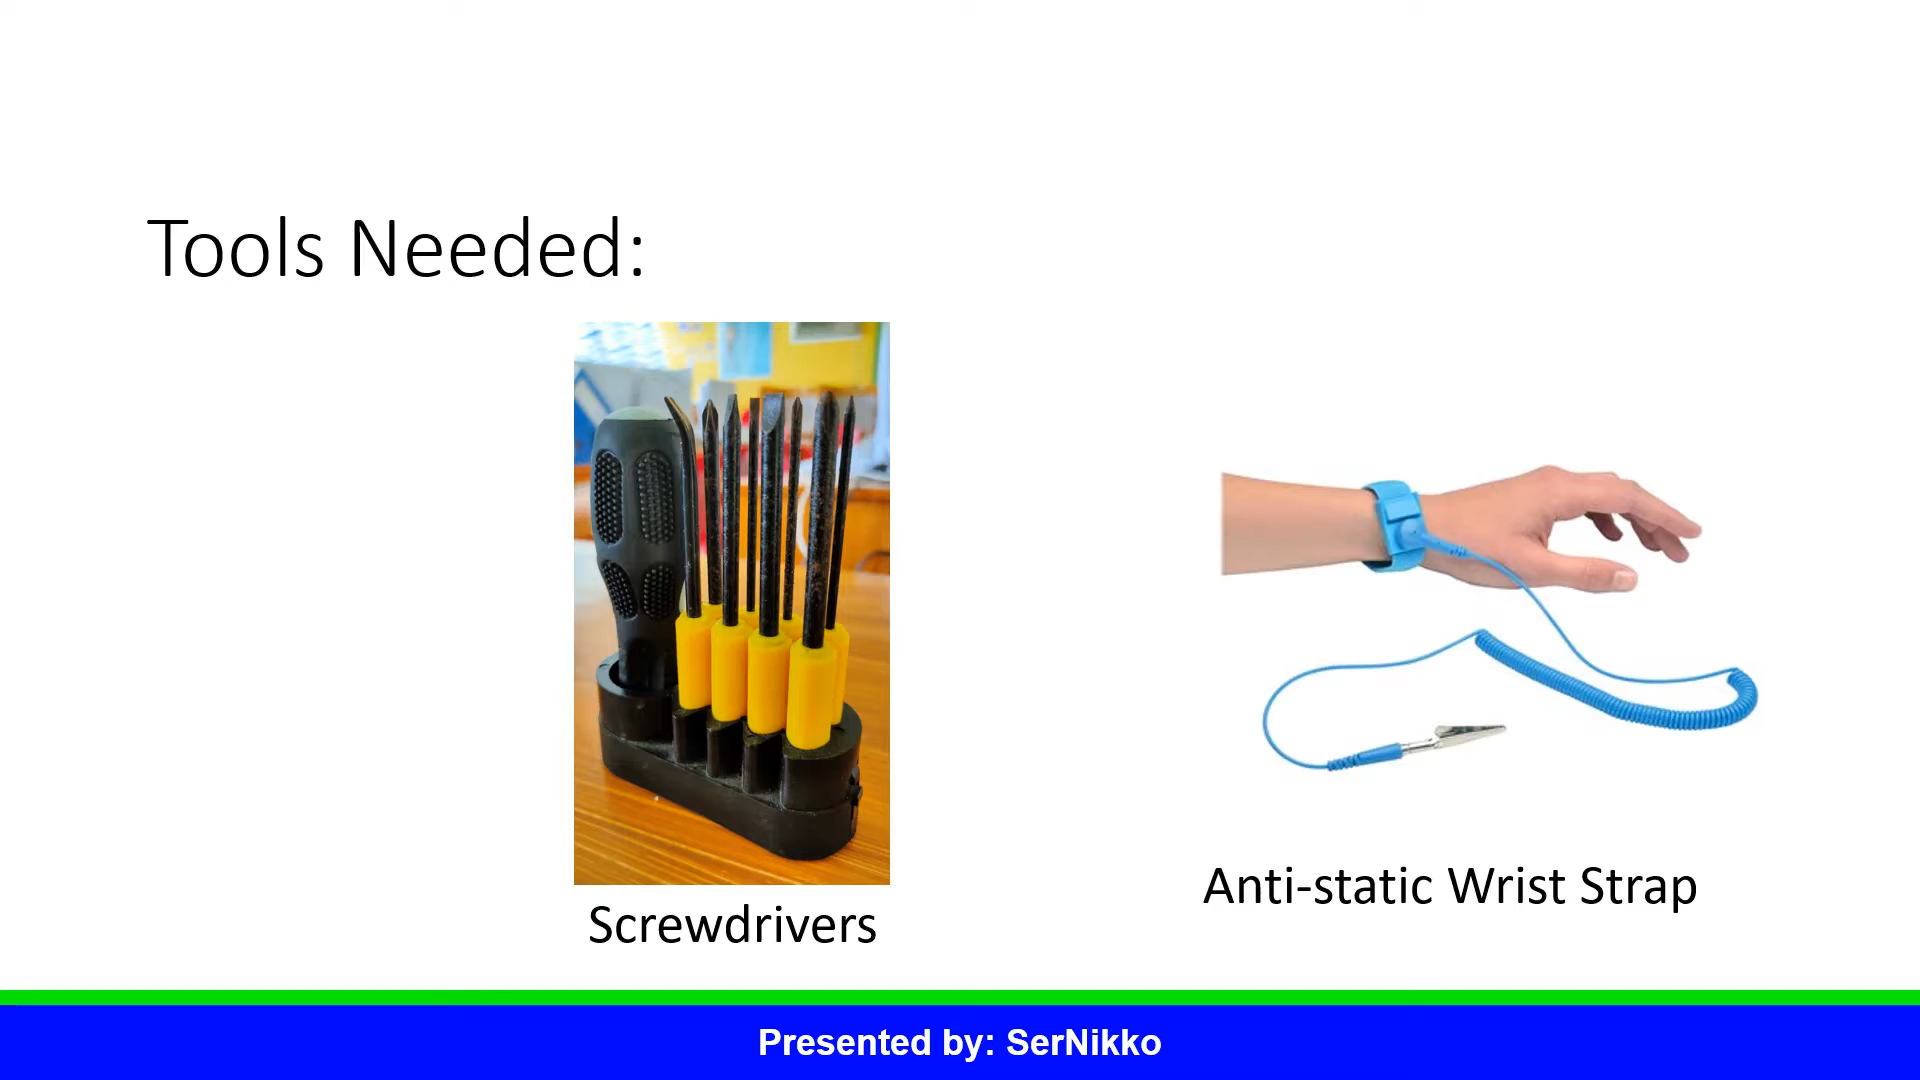 Tools Needed:
Screwdrivers
Anti-static Wrist Strap
Presented by: SerNikko